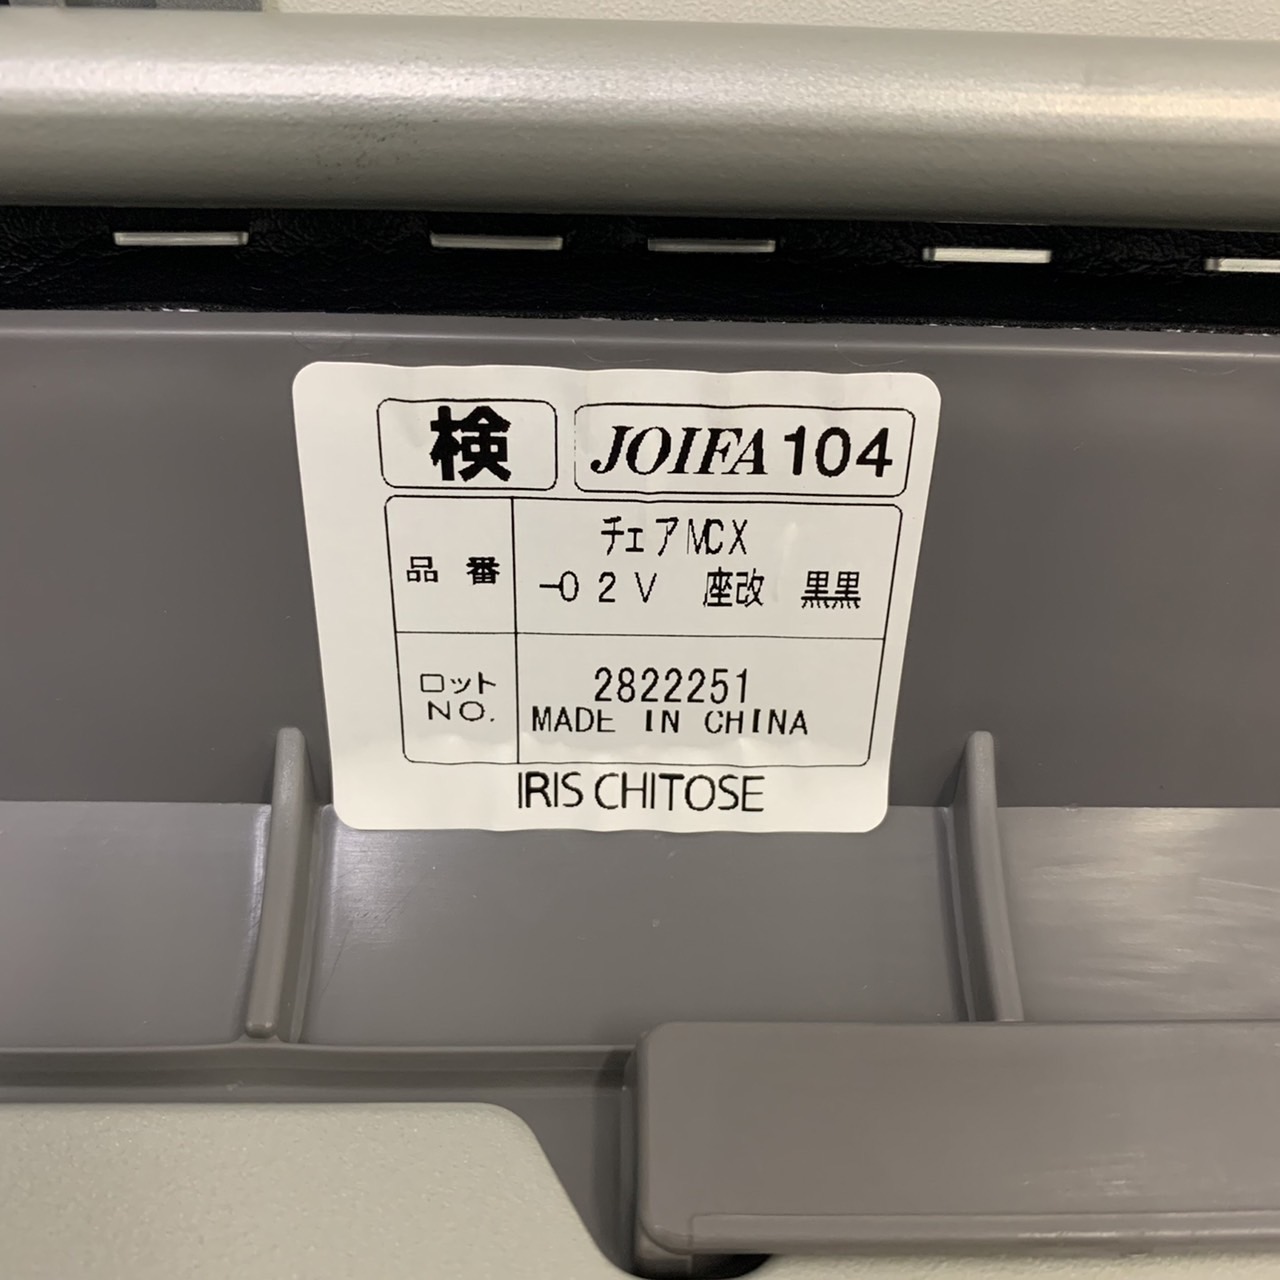 検 JOIFA 104
品番 チェアMCX
-02V 座改 黒黒
ロット NO. 2822251
MADE IN CHINA
IRIS CHITOSE